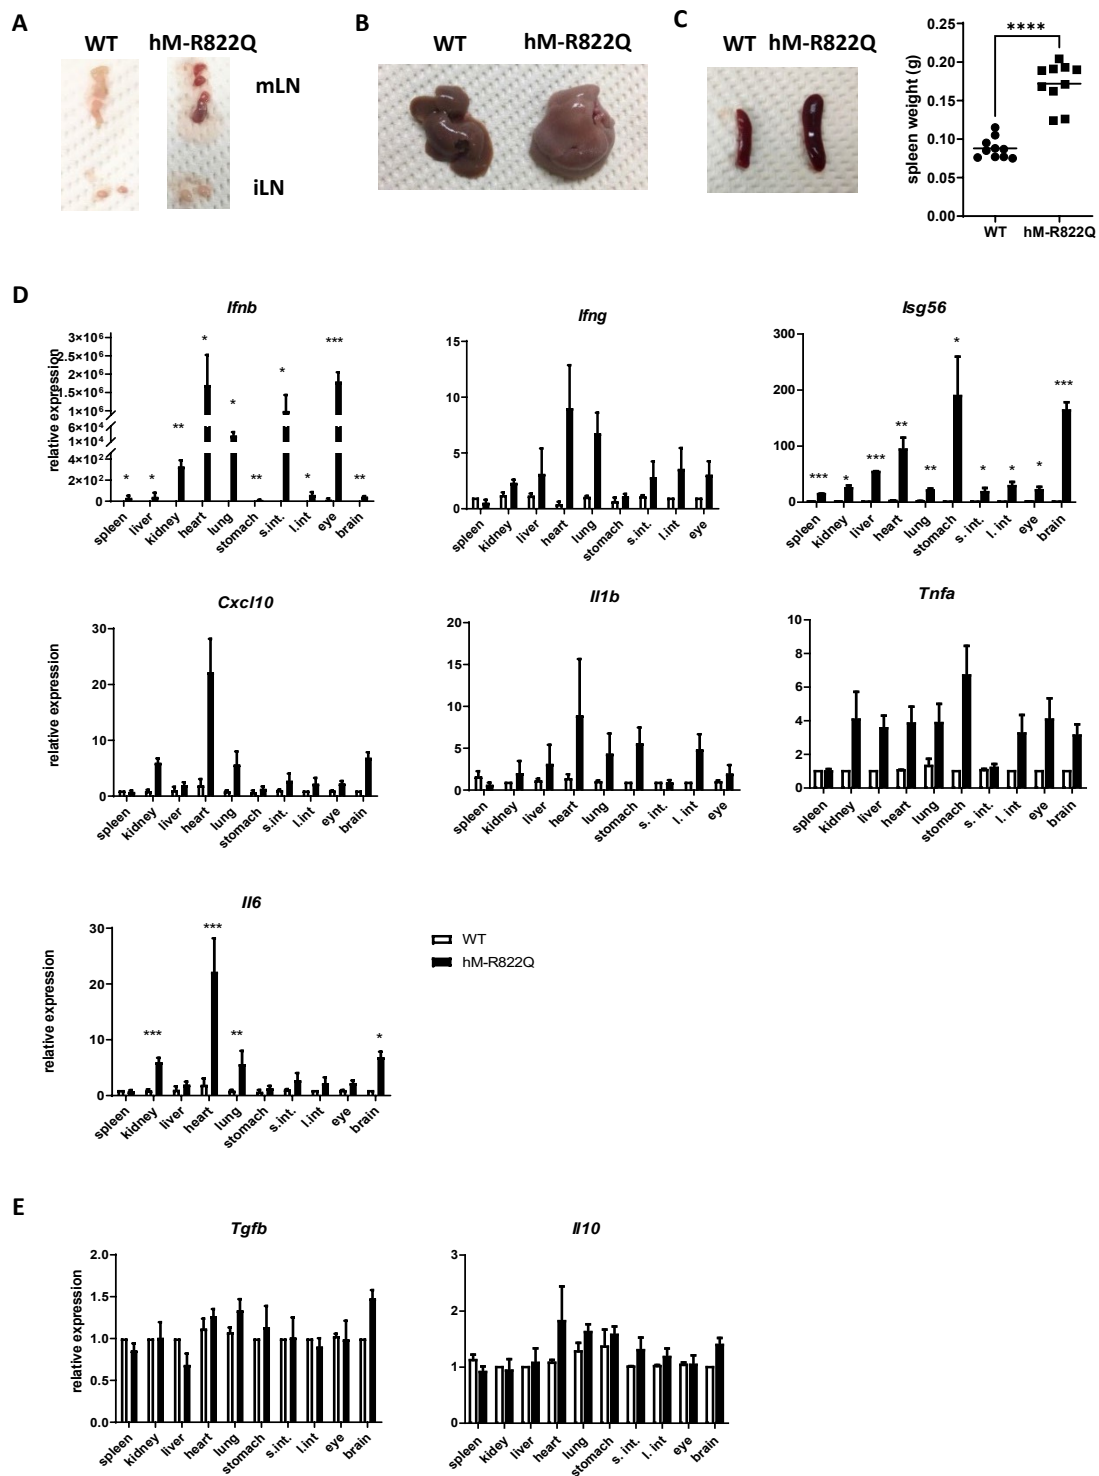 A
WT
hM-R822Q
mLN
iLN
B
WT
hM-R822Q
C
WT hM-R822Q
spleen weight (g)
0.25
0.20
0.15
0.10
0.05
0.00
****
WT
hM-R822Q
D
Ifnb
relative expression
3×10⁶
2.5×10⁶
2×10⁶
1.5×10⁶
1×10⁶
6×10⁴
1×10⁴
4×10²
2×10²
0
* * ** * * ** * * *** **
spleen liver kidney heart lung stomach s.int. l.int eye brain
Ifng
15
10
5
0
spleen kidney liver heart lung stomach s.int. l.int eye
Isg56
300
200
100
0
*** * *** ** ** * * * * ***
spleen kidney liver heart lung stomach s. int. l. int eye brain
Cxcl10
relative expression
30
20
10
0
spleen kidney liver heart lung stomach s.int. l.int eye brain
Il1b
20
15
10
5
0
spleen kidney liver heart lung stomach s. int. l. int eye
Tnfa
10
8
6
4
2
0
spleen kidney liver heart lung stomach s. int. l. int eye brain
Il6
relative expression
30
20
10
0
*** *** ** *
spleen kidney liver heart lung stomach s.int. l.int eye brain
WT
hM-R822Q
E
Tgfb
relative expression
2.0
1.5
1.0
0.5
0.0
spleen kidney liver heart lung stomach s.int. l.int eye brain
Il10
3
2
1
0
spleen kidey liver heart lung stomach s. int. l. int eye brain